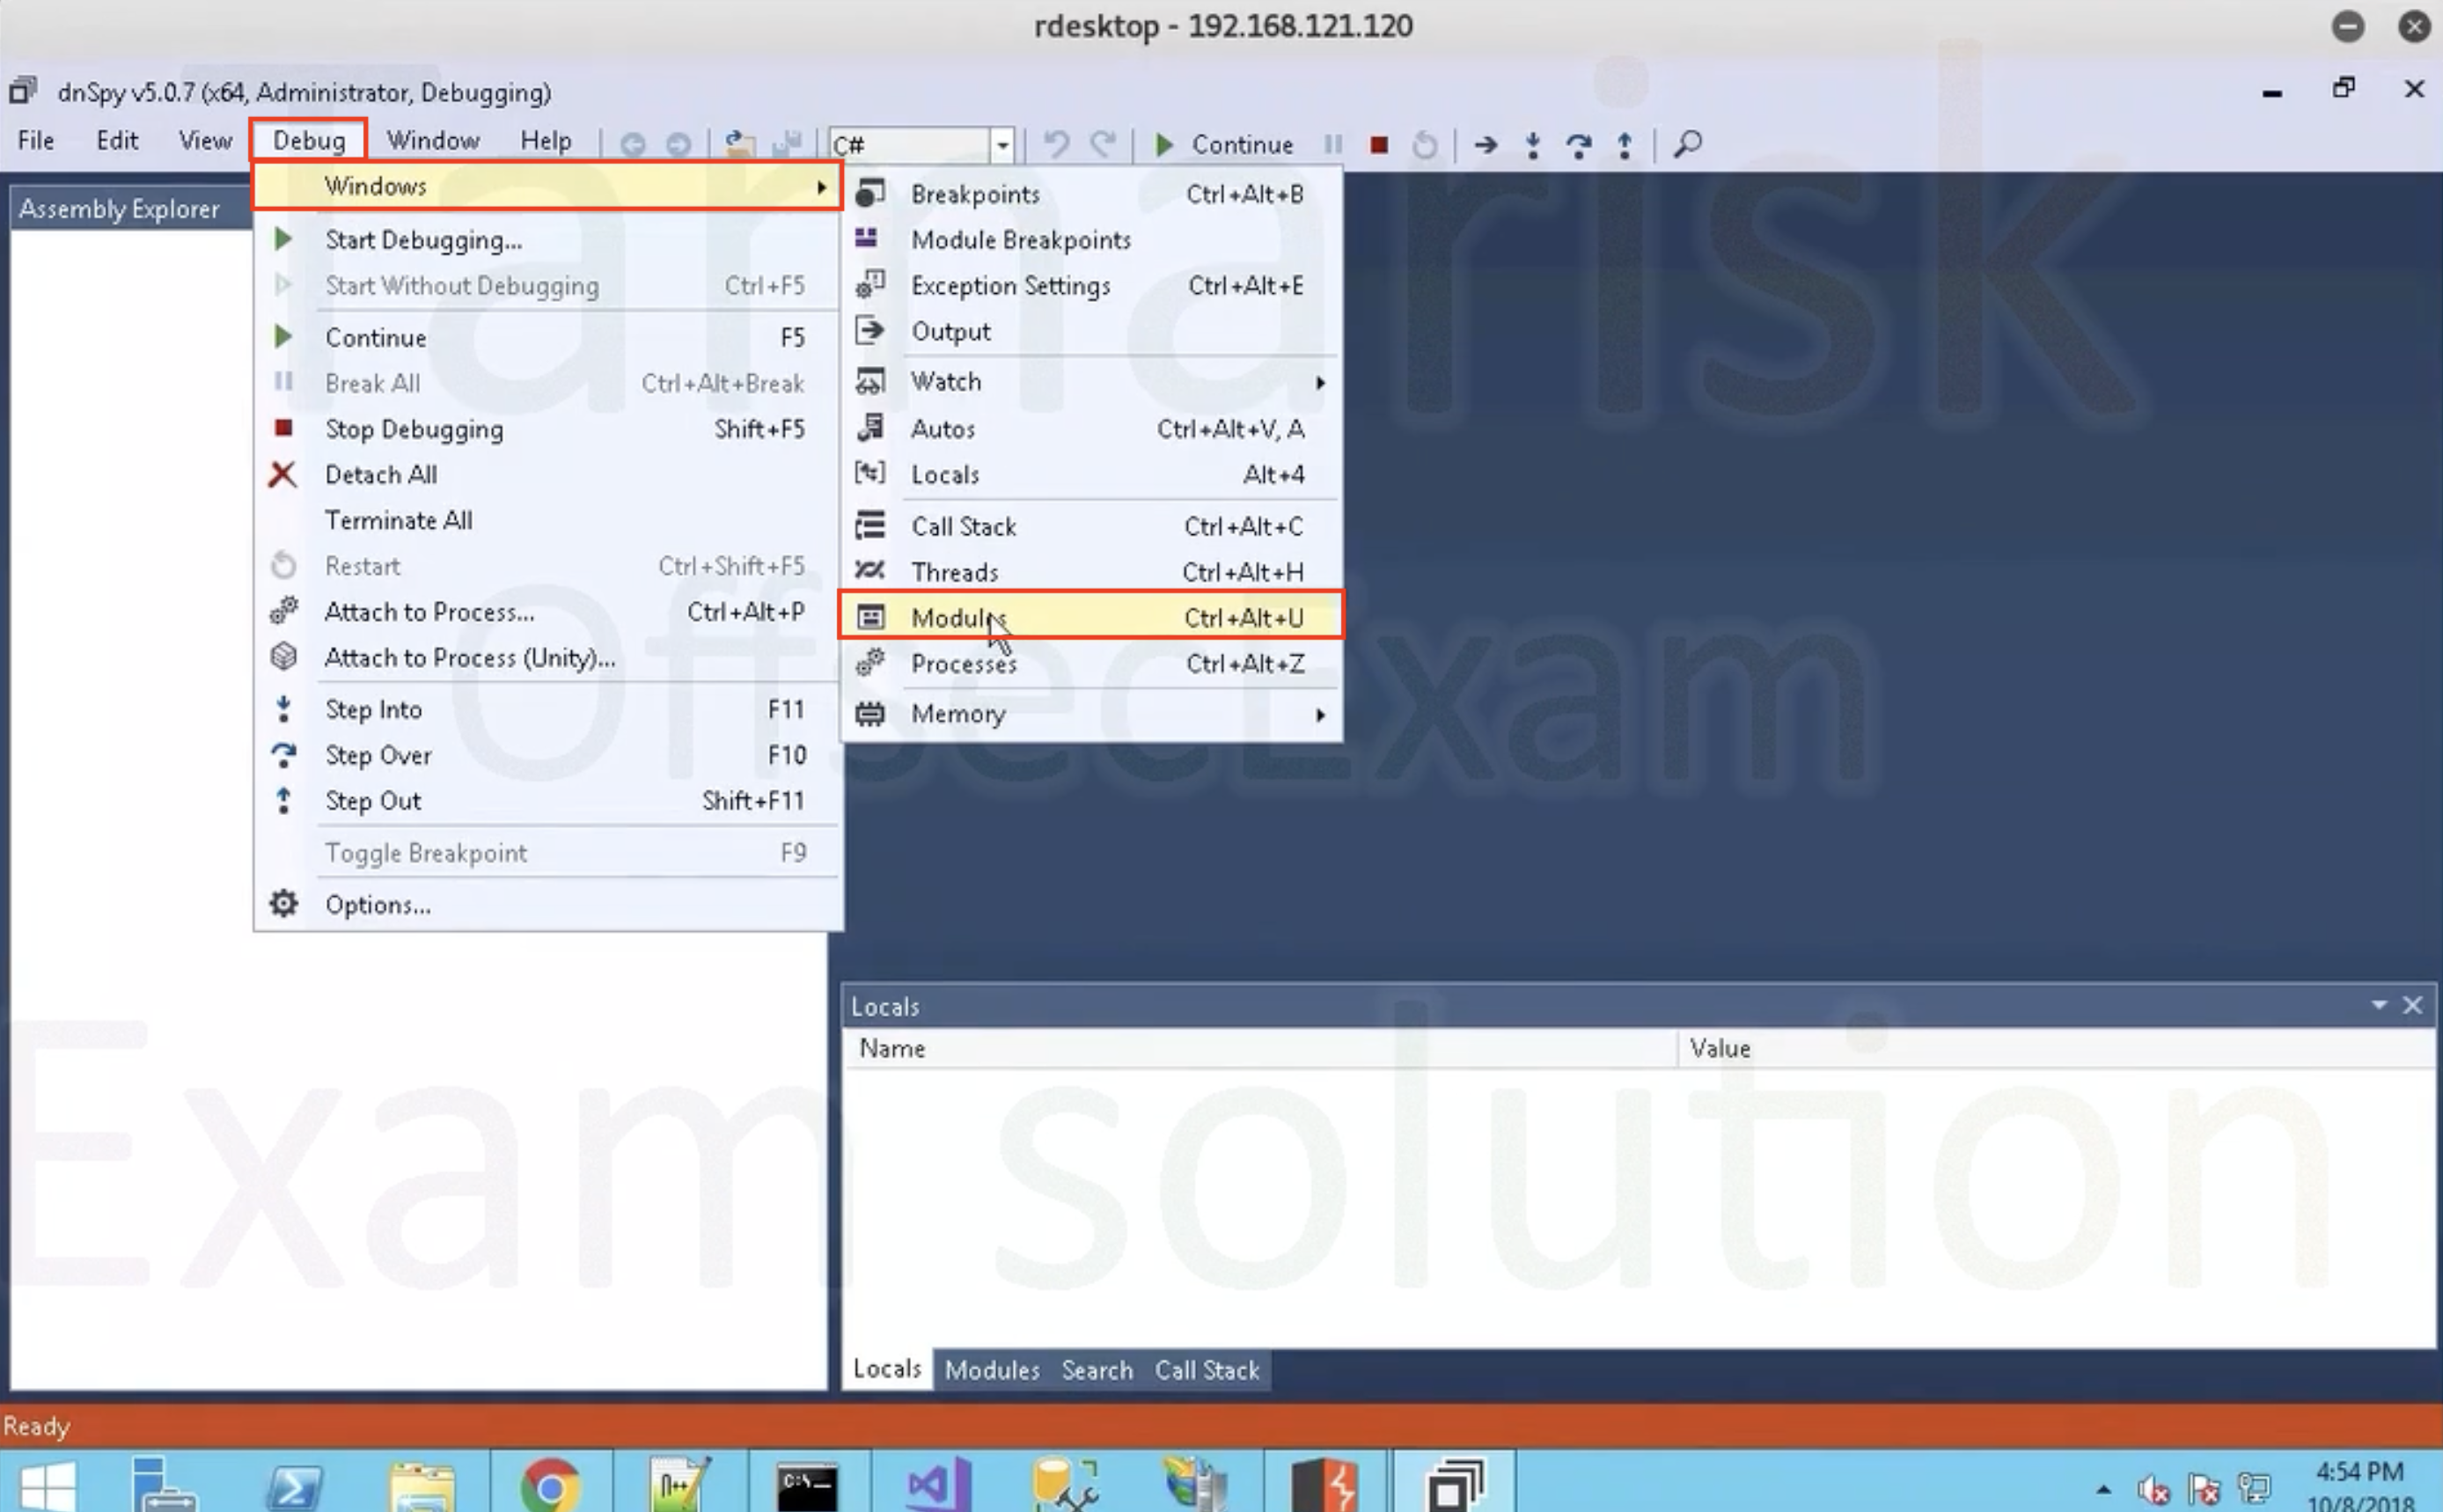 rdesktop - 192.168.121.120
dnSpy v5.0.7 (x64, Administrator, Debugging)
File Edit View Debug Window Help C# Continue
Assembly Explorer
Windows
Start Debugging...
Start Without Debugging Ctrl+F5
Continue F5
Break All Ctrl+Alt+Break
Stop Debugging Shift+F5
Detach All
Terminate All
Restart Ctrl+Shift+F5
Attach to Process... Ctrl+Alt+P
Attach to Process (Unity)...
Step Into F11
Step Over F10
Step Out Shift+F11
Toggle Breakpoint F9
Options...
Breakpoints Ctrl+Alt+B
Module Breakpoints
Exception Settings Ctrl+Alt+E
Output
Watch
Autos Ctrl+Alt+V, A
Locals Alt+4
Call Stack Ctrl+Alt+C
Threads Ctrl+Alt+H
Modules Ctrl+Alt+U
Processes Ctrl+Alt+Z
Memory
Tamarisk
OffsecExam
Exam solution
Locals
Name Value
Locals Modules Search Call Stack
Ready
N++
C:\_
4:54 PM
10/8/2018